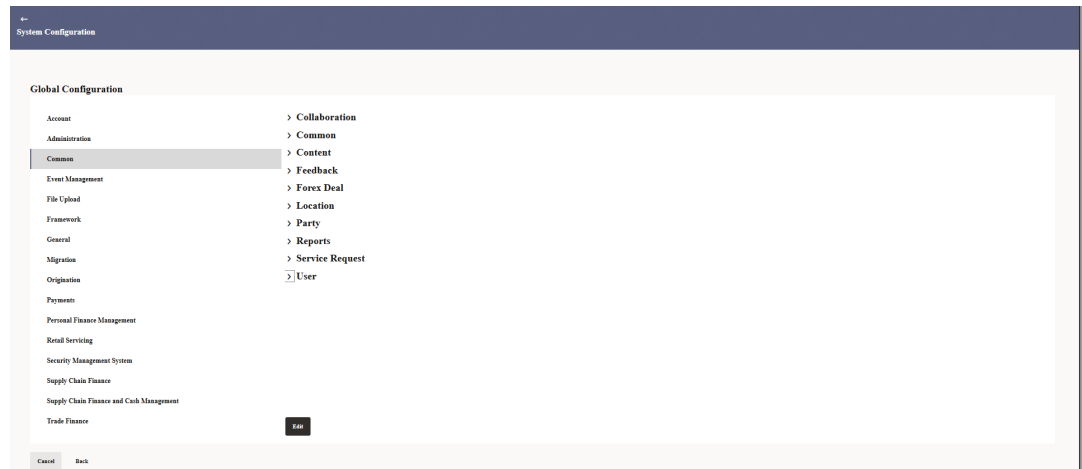 ←
System Configuration
Global Configuration
Account
Administration
Common
Event Management
File Upload
Framework
General
Migration
Origination
Payments
Personal Finance Management
Retail Servicing
Security Management System
Supply Chain Finance
Supply Chain Finance and Cash Management
Trade Finance
> Collaboration
> Common
> Content
> Feedback
> Forex Deal
> Location
> Party
> Reports
> Service Request
> User
Edit
Cancel Back